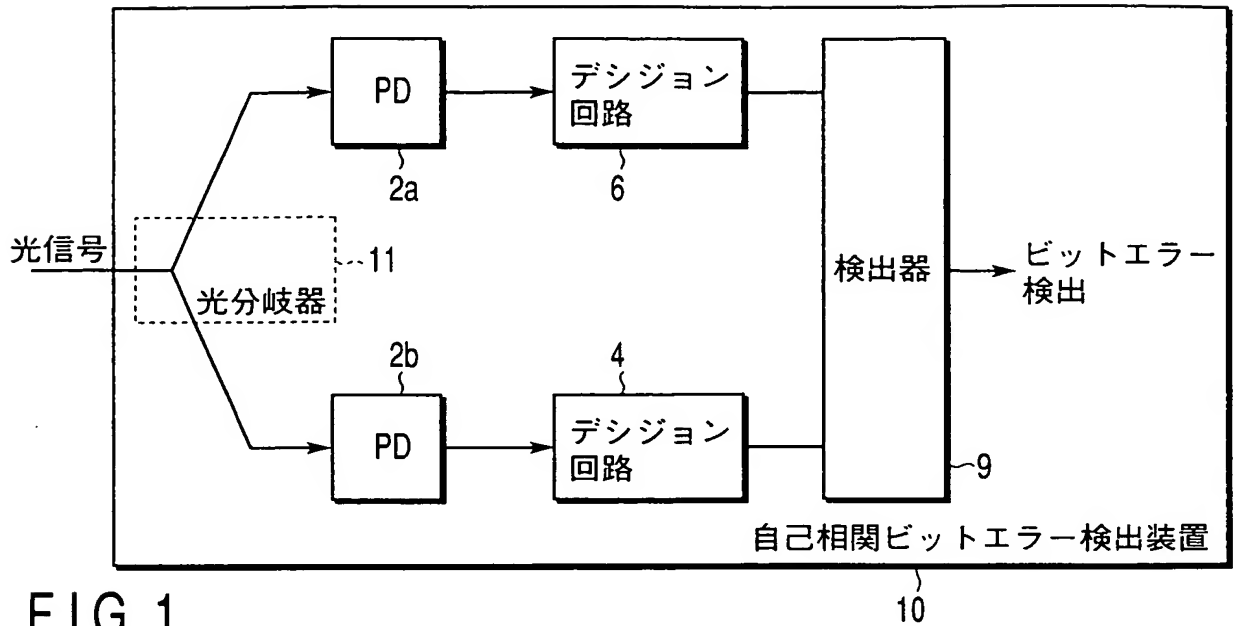 PD
2a
デシジョン
回路
6
光信号
11
光分岐器
検出器
ビットエラー
検出
2b
PD
4
デシジョン
回路
9
自己相関ビットエラー検出装置
10
FIG.1